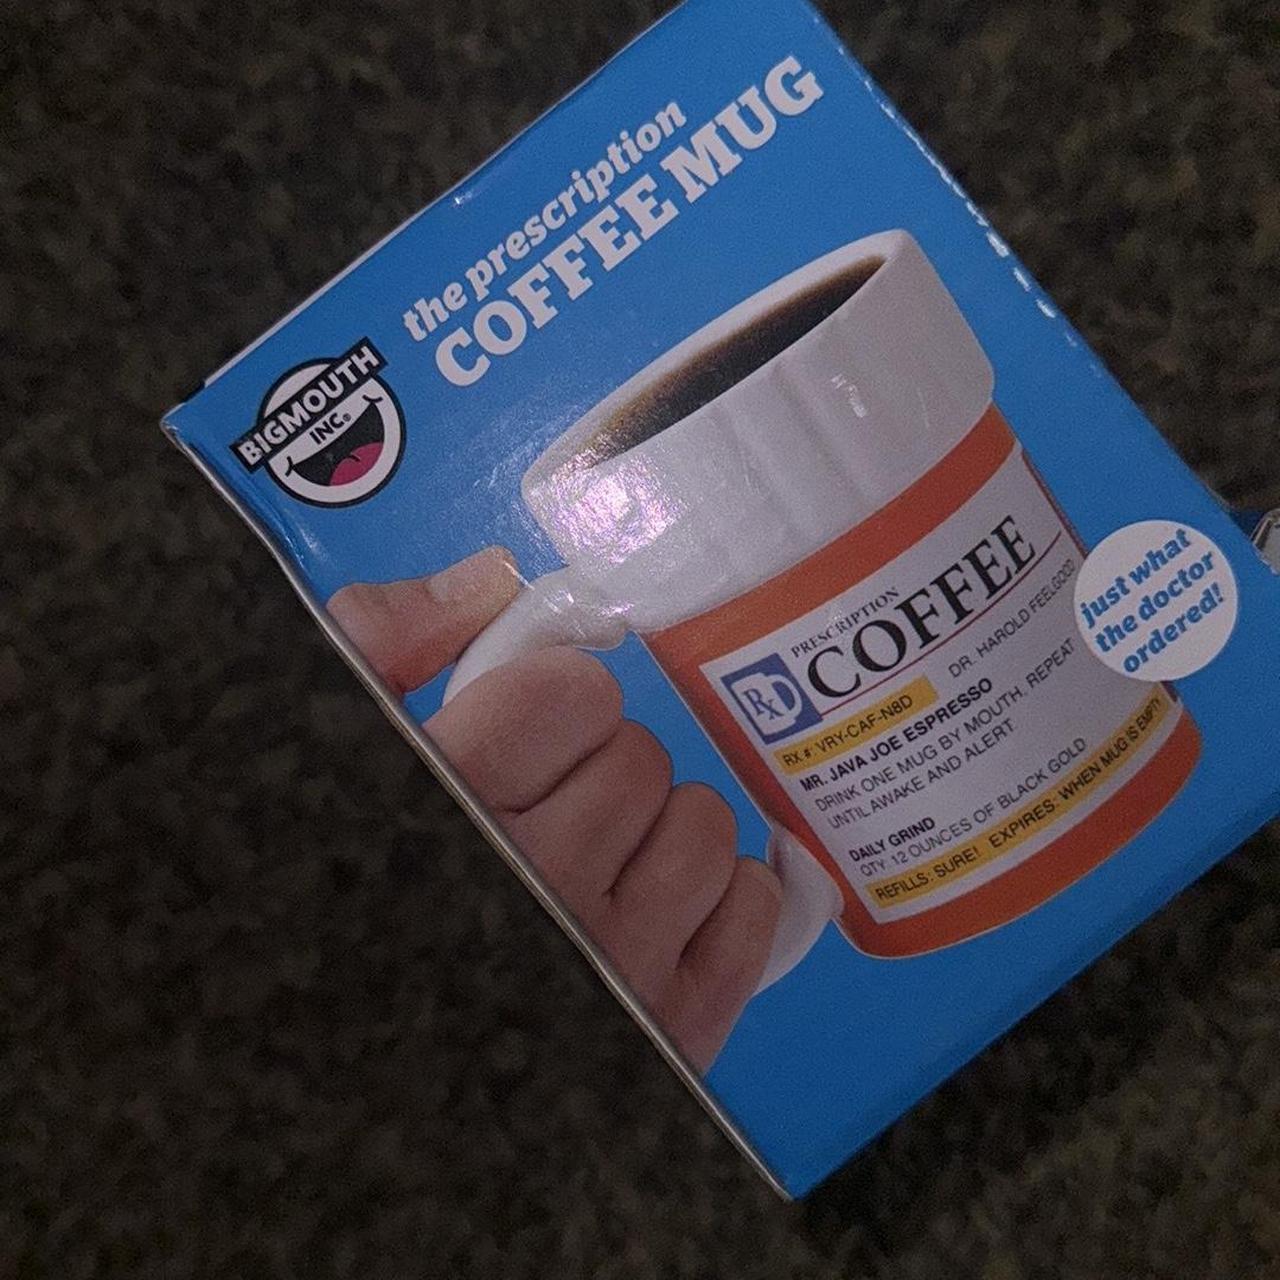 the prescription
COFFEE MUG
BIGMOUTH
INC®
PRESCRIPTION
COFFEE
RxD
RX #: VRY-CAF-N8D
DR. HAROLD FEELGOOD
MR. JAVA JOE ESPRESSO
DRINK ONE MUG BY MOUTH, REPEAT
UNTIL AWAKE AND ALERT
DAILY GRIND
QTY: 12 OUNCES OF BLACK GOLD
REFILLS: SURE! EXPIRES: WHEN MUG IS EMPTY
just what
the doctor
ordered!